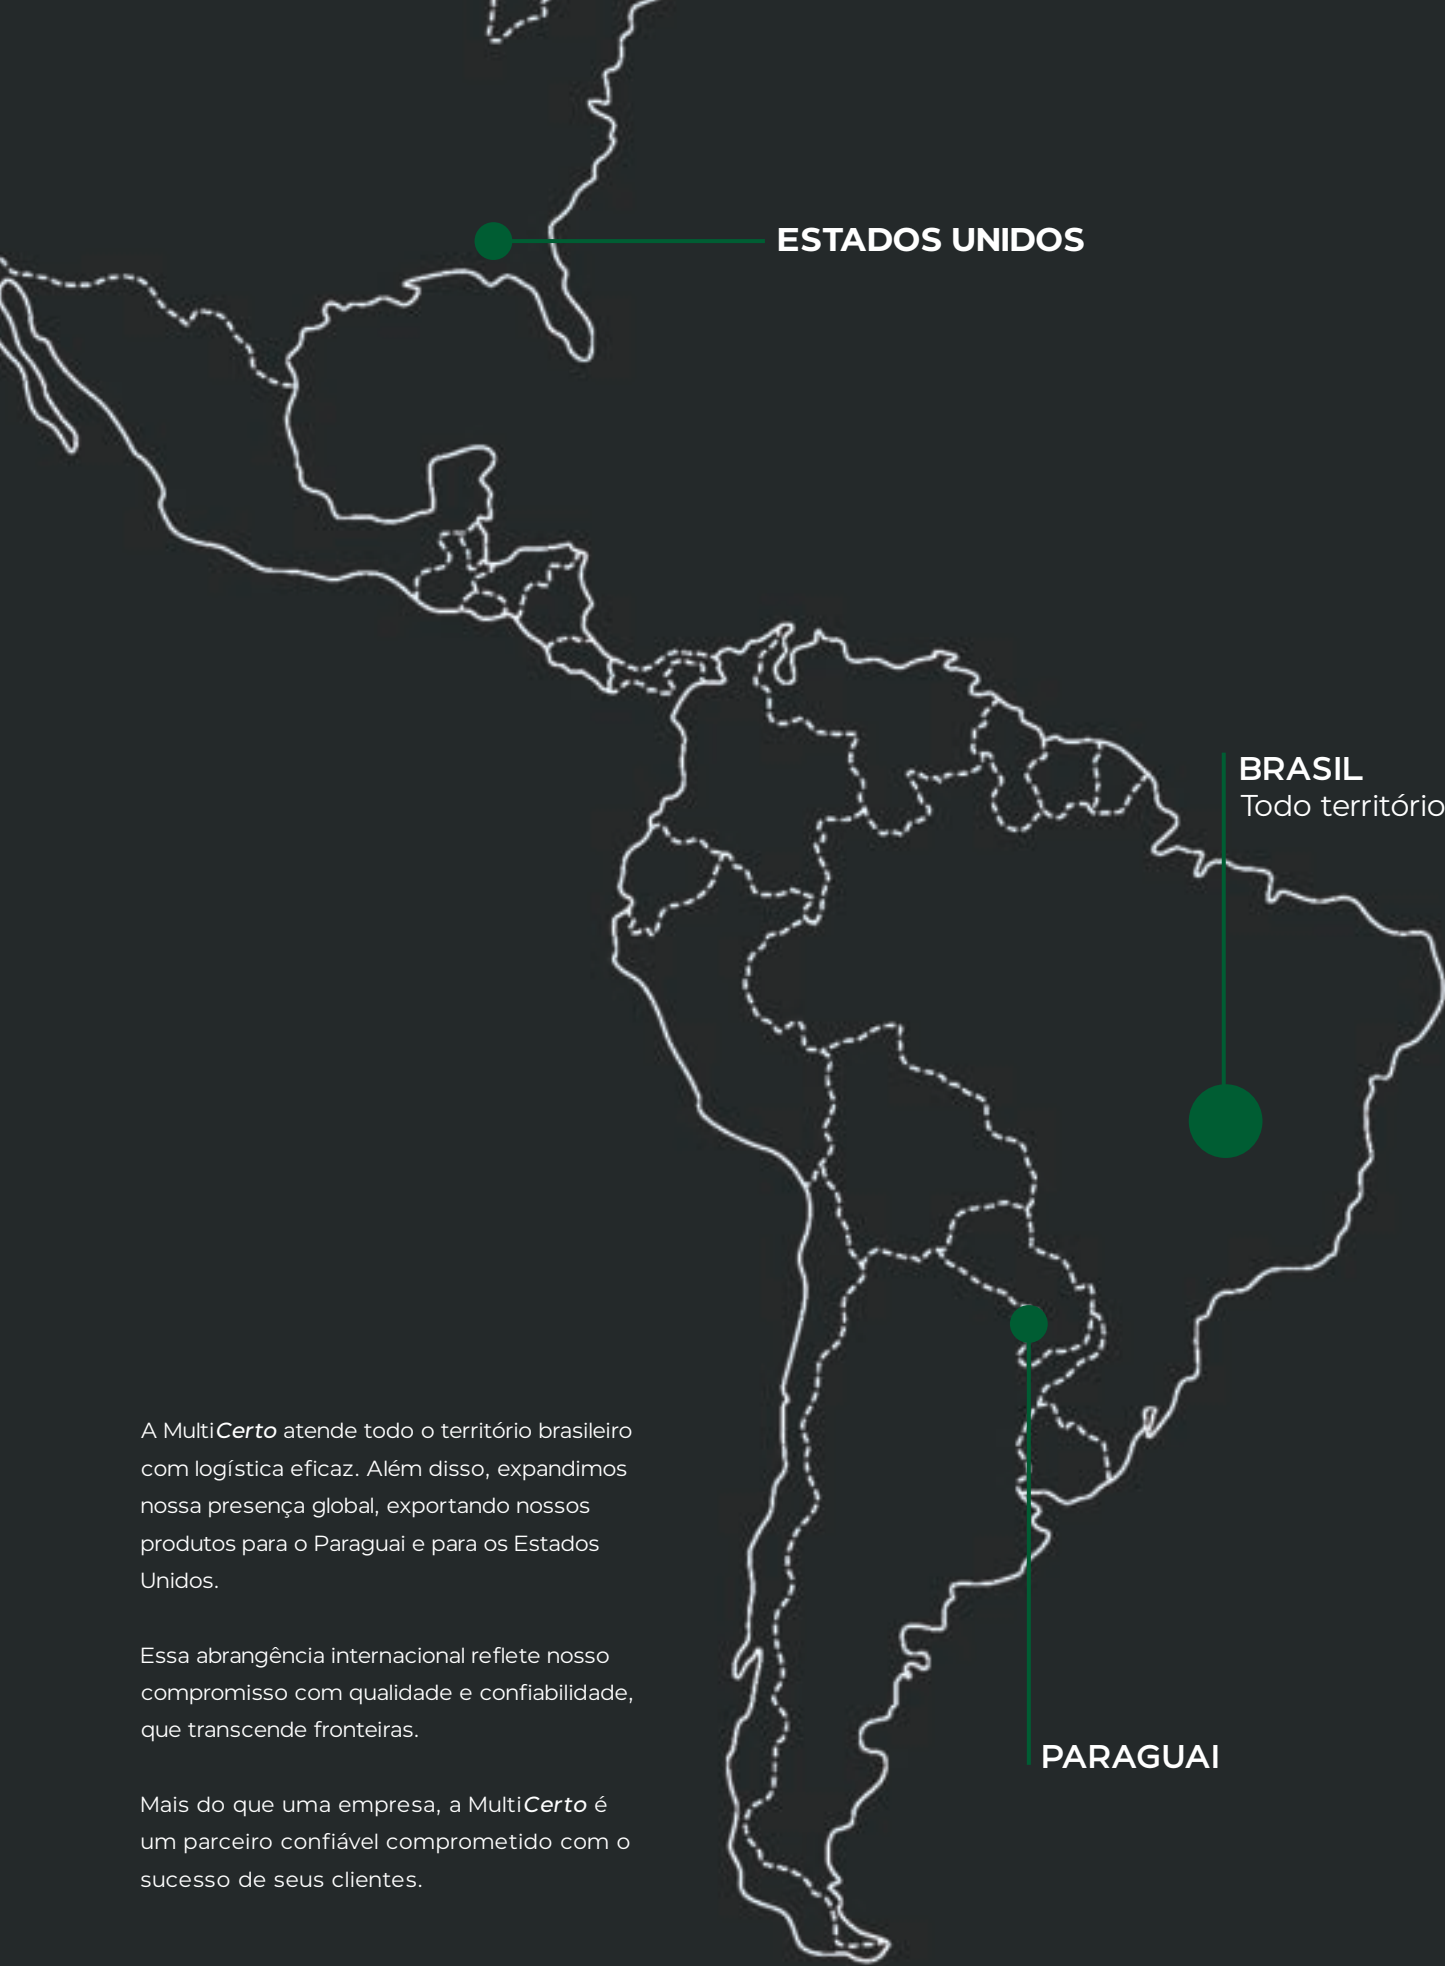 ESTADOS UNIDOS
BRASIL
Todo território
A MultiCerto atende todo o território brasileiro
com logística eficaz. Além disso, expandimos
nossa presença global, exportando nossos
produtos para o Paraguai e para os Estados
Unidos.
Essa abrangência internacional reflete nosso
compromisso com qualidade e confiabilidade,
que transcende fronteiras.
Mais do que uma empresa, a MultiCerto é
um parceiro confiável comprometido com o
sucesso de seus clientes.
PARAGUAI